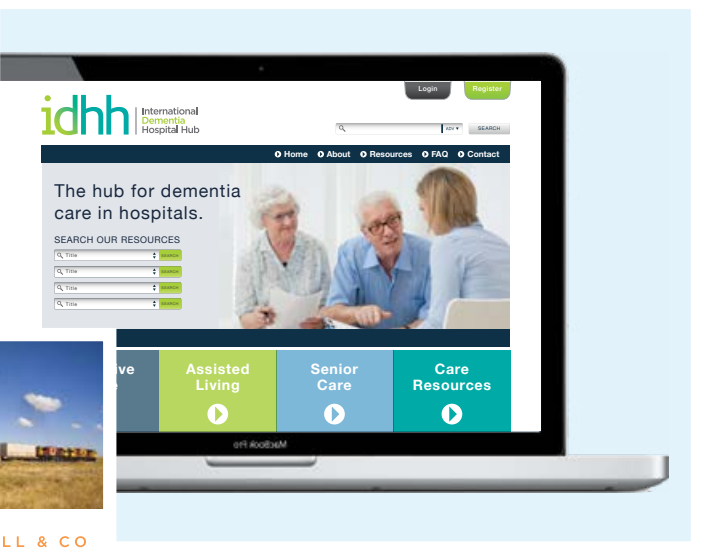 Login
Register
idhh
International
Dementia
Hospital Hub
ADV
SEARCH
Home About Resources FAQ Contact
The hub for dementia
care in hospitals.
SEARCH OUR RESOURCES
Title SEARCH
Title SEARCH
Title SEARCH
Title SEARCH
Assisted
Living
Senior
Care
Care
Resources
MacBook Pro
LL & CO